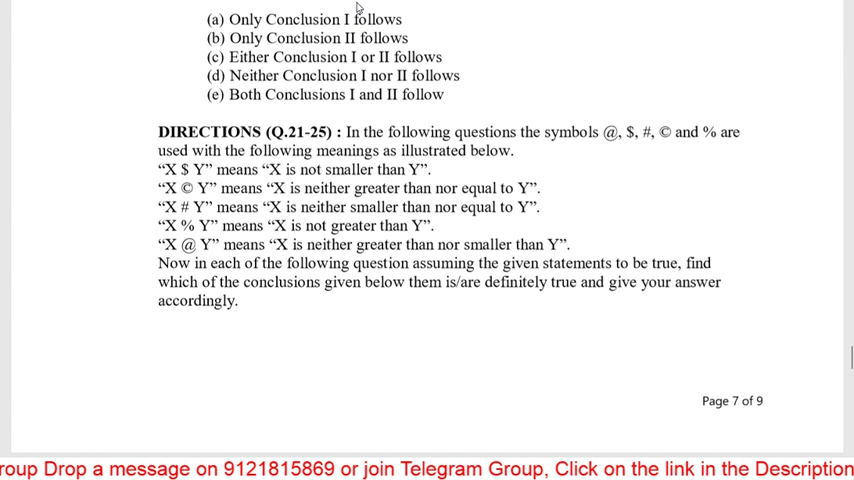 (a) Only Conclusion I follows
(b) Only Conclusion II follows
(c) Either Conclusion I or II follows
(d) Neither Conclusion I nor II follows
(e) Both Conclusions I and II follow
DIRECTIONS (Q.21-25) : In the following questions the symbols @, $, #, © and % are
used with the following meanings as illustrated below.
“X $ Y” means “X is not smaller than Y”.
“X © Y” means “X is neither greater than nor equal to Y”.
“X # Y” means “X is neither smaller than nor equal to Y”.
“X % Y” means “X is not greater than Y”.
“X @ Y” means “X is neither greater than nor smaller than Y”.
Now in each of the following question assuming the given statements to be true, find
which of the conclusions given below them is/are definitely true and give your answer
accordingly.
Page 7 of 9
roup Drop a message on 9121815869 or join Telegram Group, Click on the link in the Description